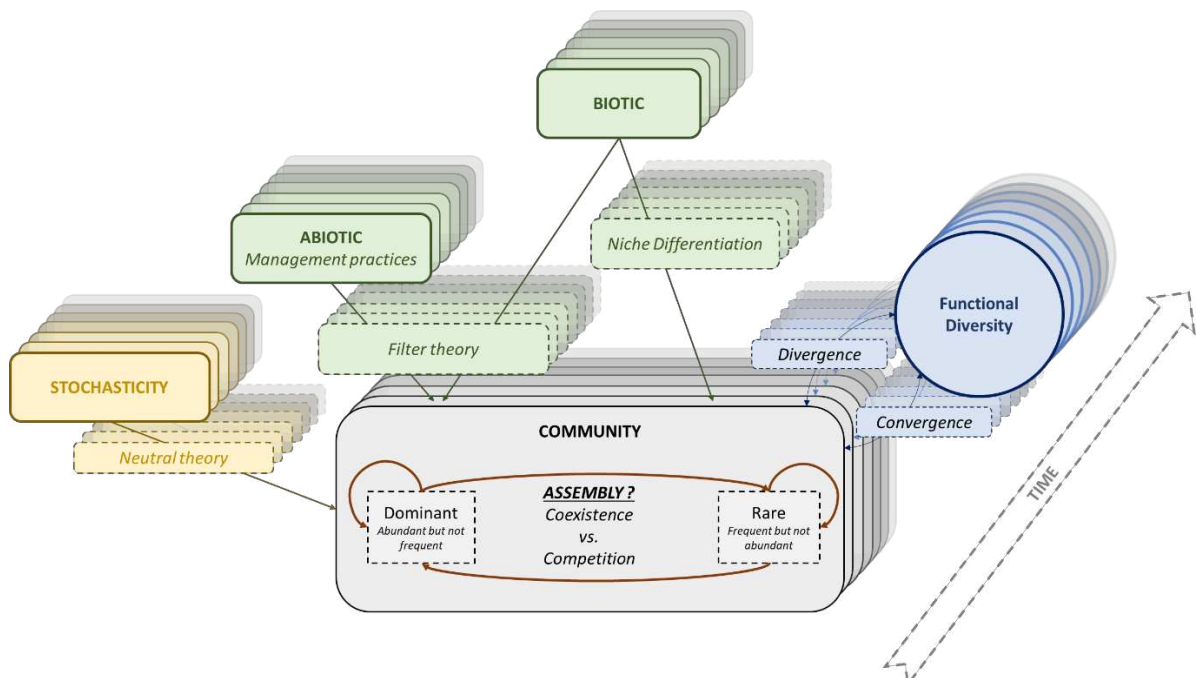 BIOTIC
ABIOTIC
Management practices
Niche Differentiation
Functional
Diversity
Filter theory
Divergence
STOCHASTICITY
Convergence
COMMUNITY
Neutral theory
ASSEMBLY ?
Coexistence
vs.
Competition
Dominant
Abundant but not
frequent
Rare
Frequent but not
abundant
TIME